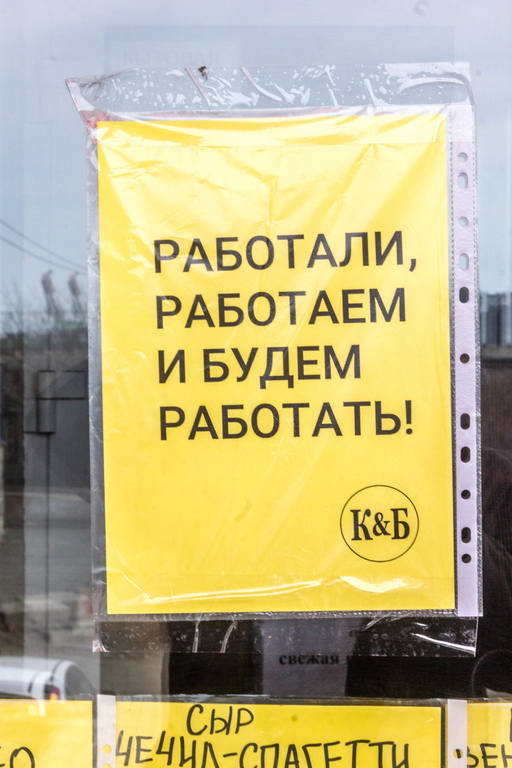 РАБОТАЛИ,
РАБОТАЕМ
И БУДЕМ
РАБОТАТЬ!
К&Б
свежая
СЫР
ЧЕЧИЛ-СПАГЕТТИ